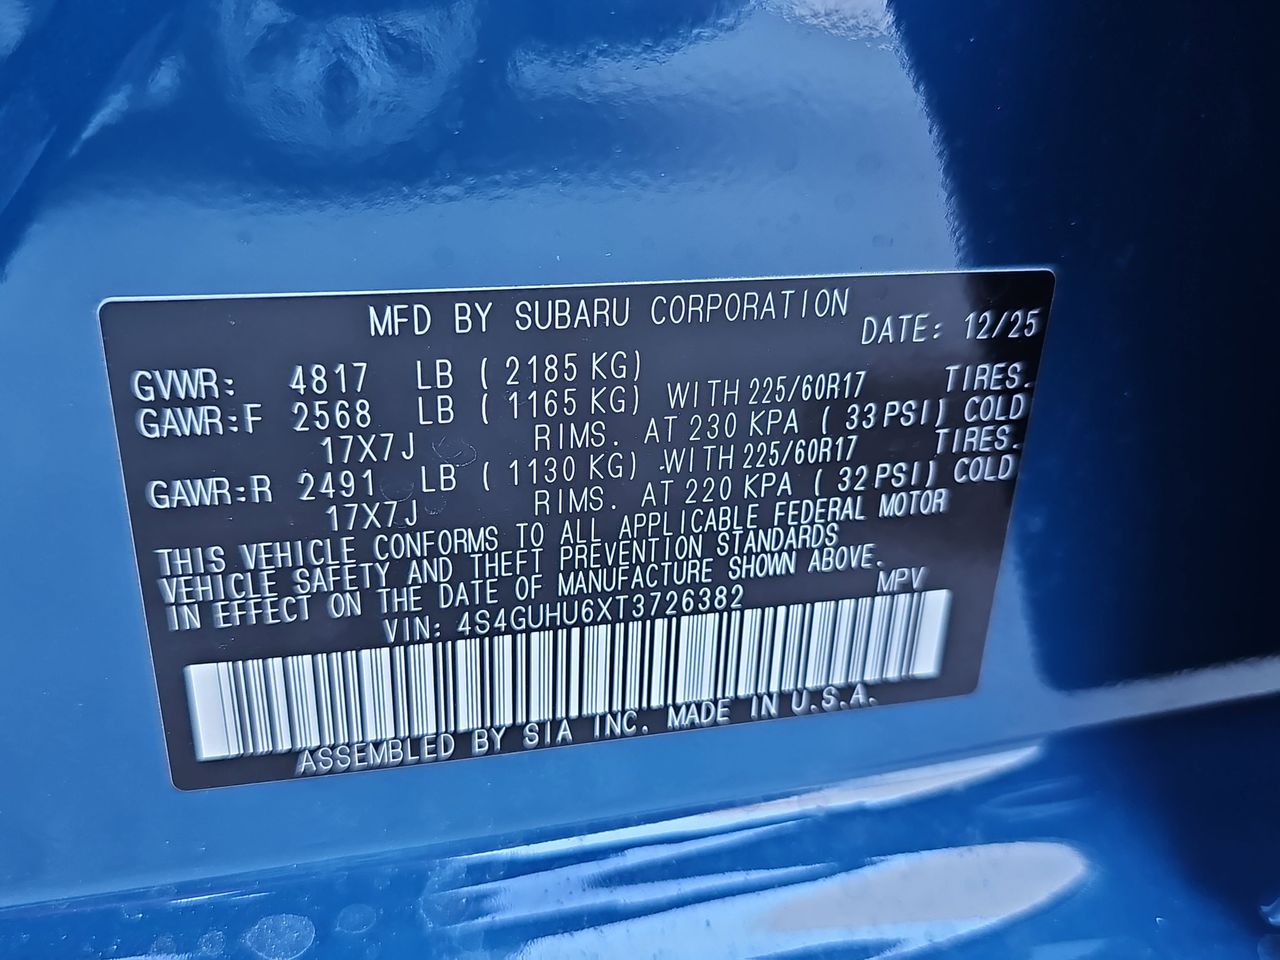 MFD BY SUBARU CORPORATION DATE: 12/25
GVWR: 4817 LB ( 2185 KG)
GAWR:F 2568 LB ( 1165 KG) WITH 225/60R17 TIRES.
17X7J RIMS. AT 230 KPA ( 33 PSI) COLD
GAWR:R 2491 LB ( 1130 KG) WITH 225/60R17 TIRES.
17X7J RIMS. AT 220 KPA ( 32 PSI) COLD
THIS VEHICLE CONFORMS TO ALL APPLICABLE FEDERAL MOTOR
VEHICLE SAFETY AND THEFT PREVENTION STANDARDS
IN EFFECT ON THE DATE OF MANUFACTURE SHOWN ABOVE.
VIN: 4S4GUHU6XT3726382 MPV
ASSEMBLED BY SIA INC. MADE IN U.S.A.